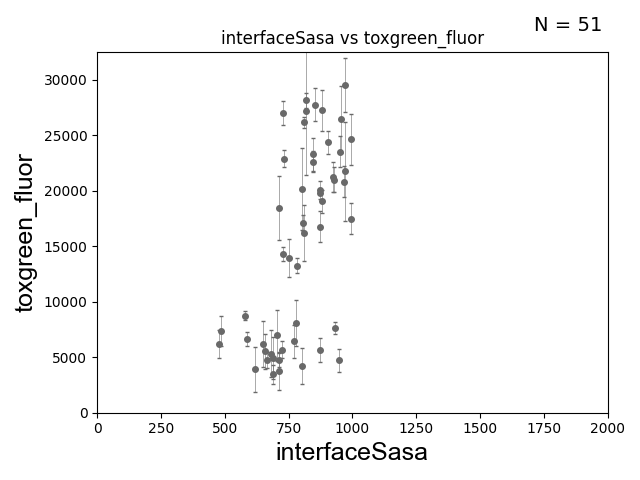 N = 51
interfaceSasa vs toxgreen_fluor
toxgreen_fluor
30000
25000
20000
15000
10000
5000
0
0 250 500 750 1000 1250 1500 1750 2000
interfaceSasa